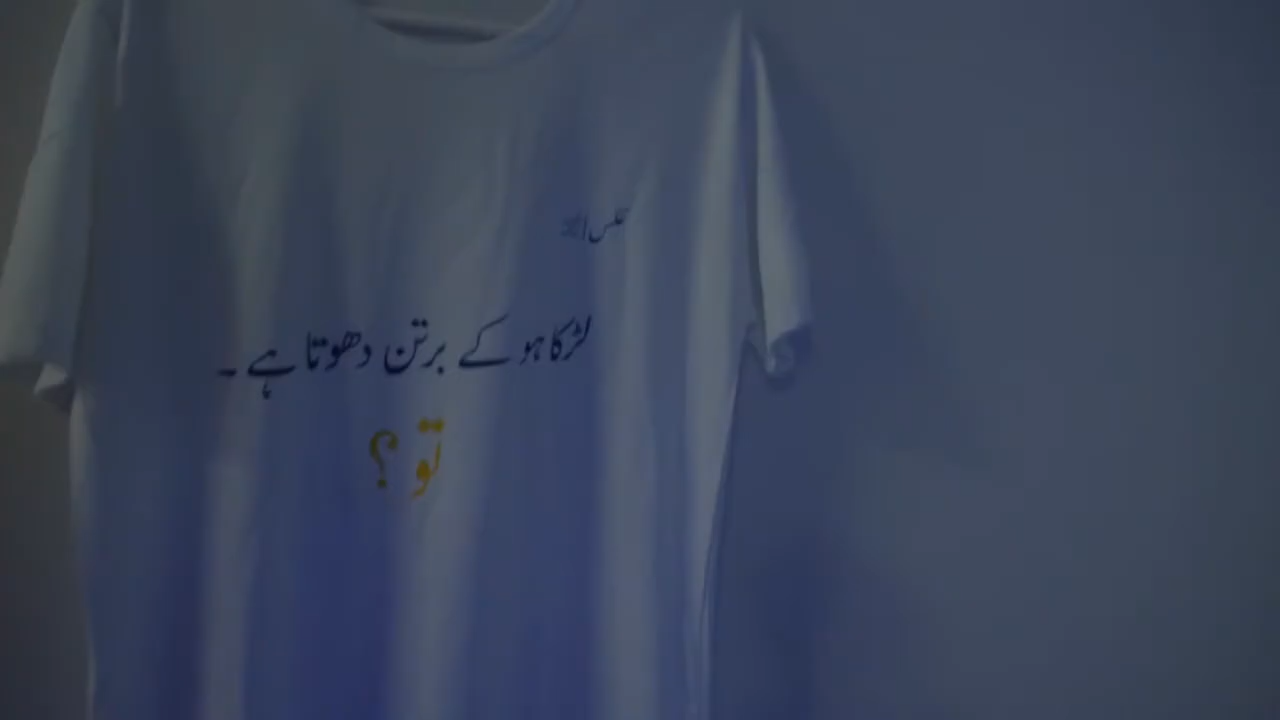 لڑکا ہو کے برتن دھوتا ہے ۔
تو ؟